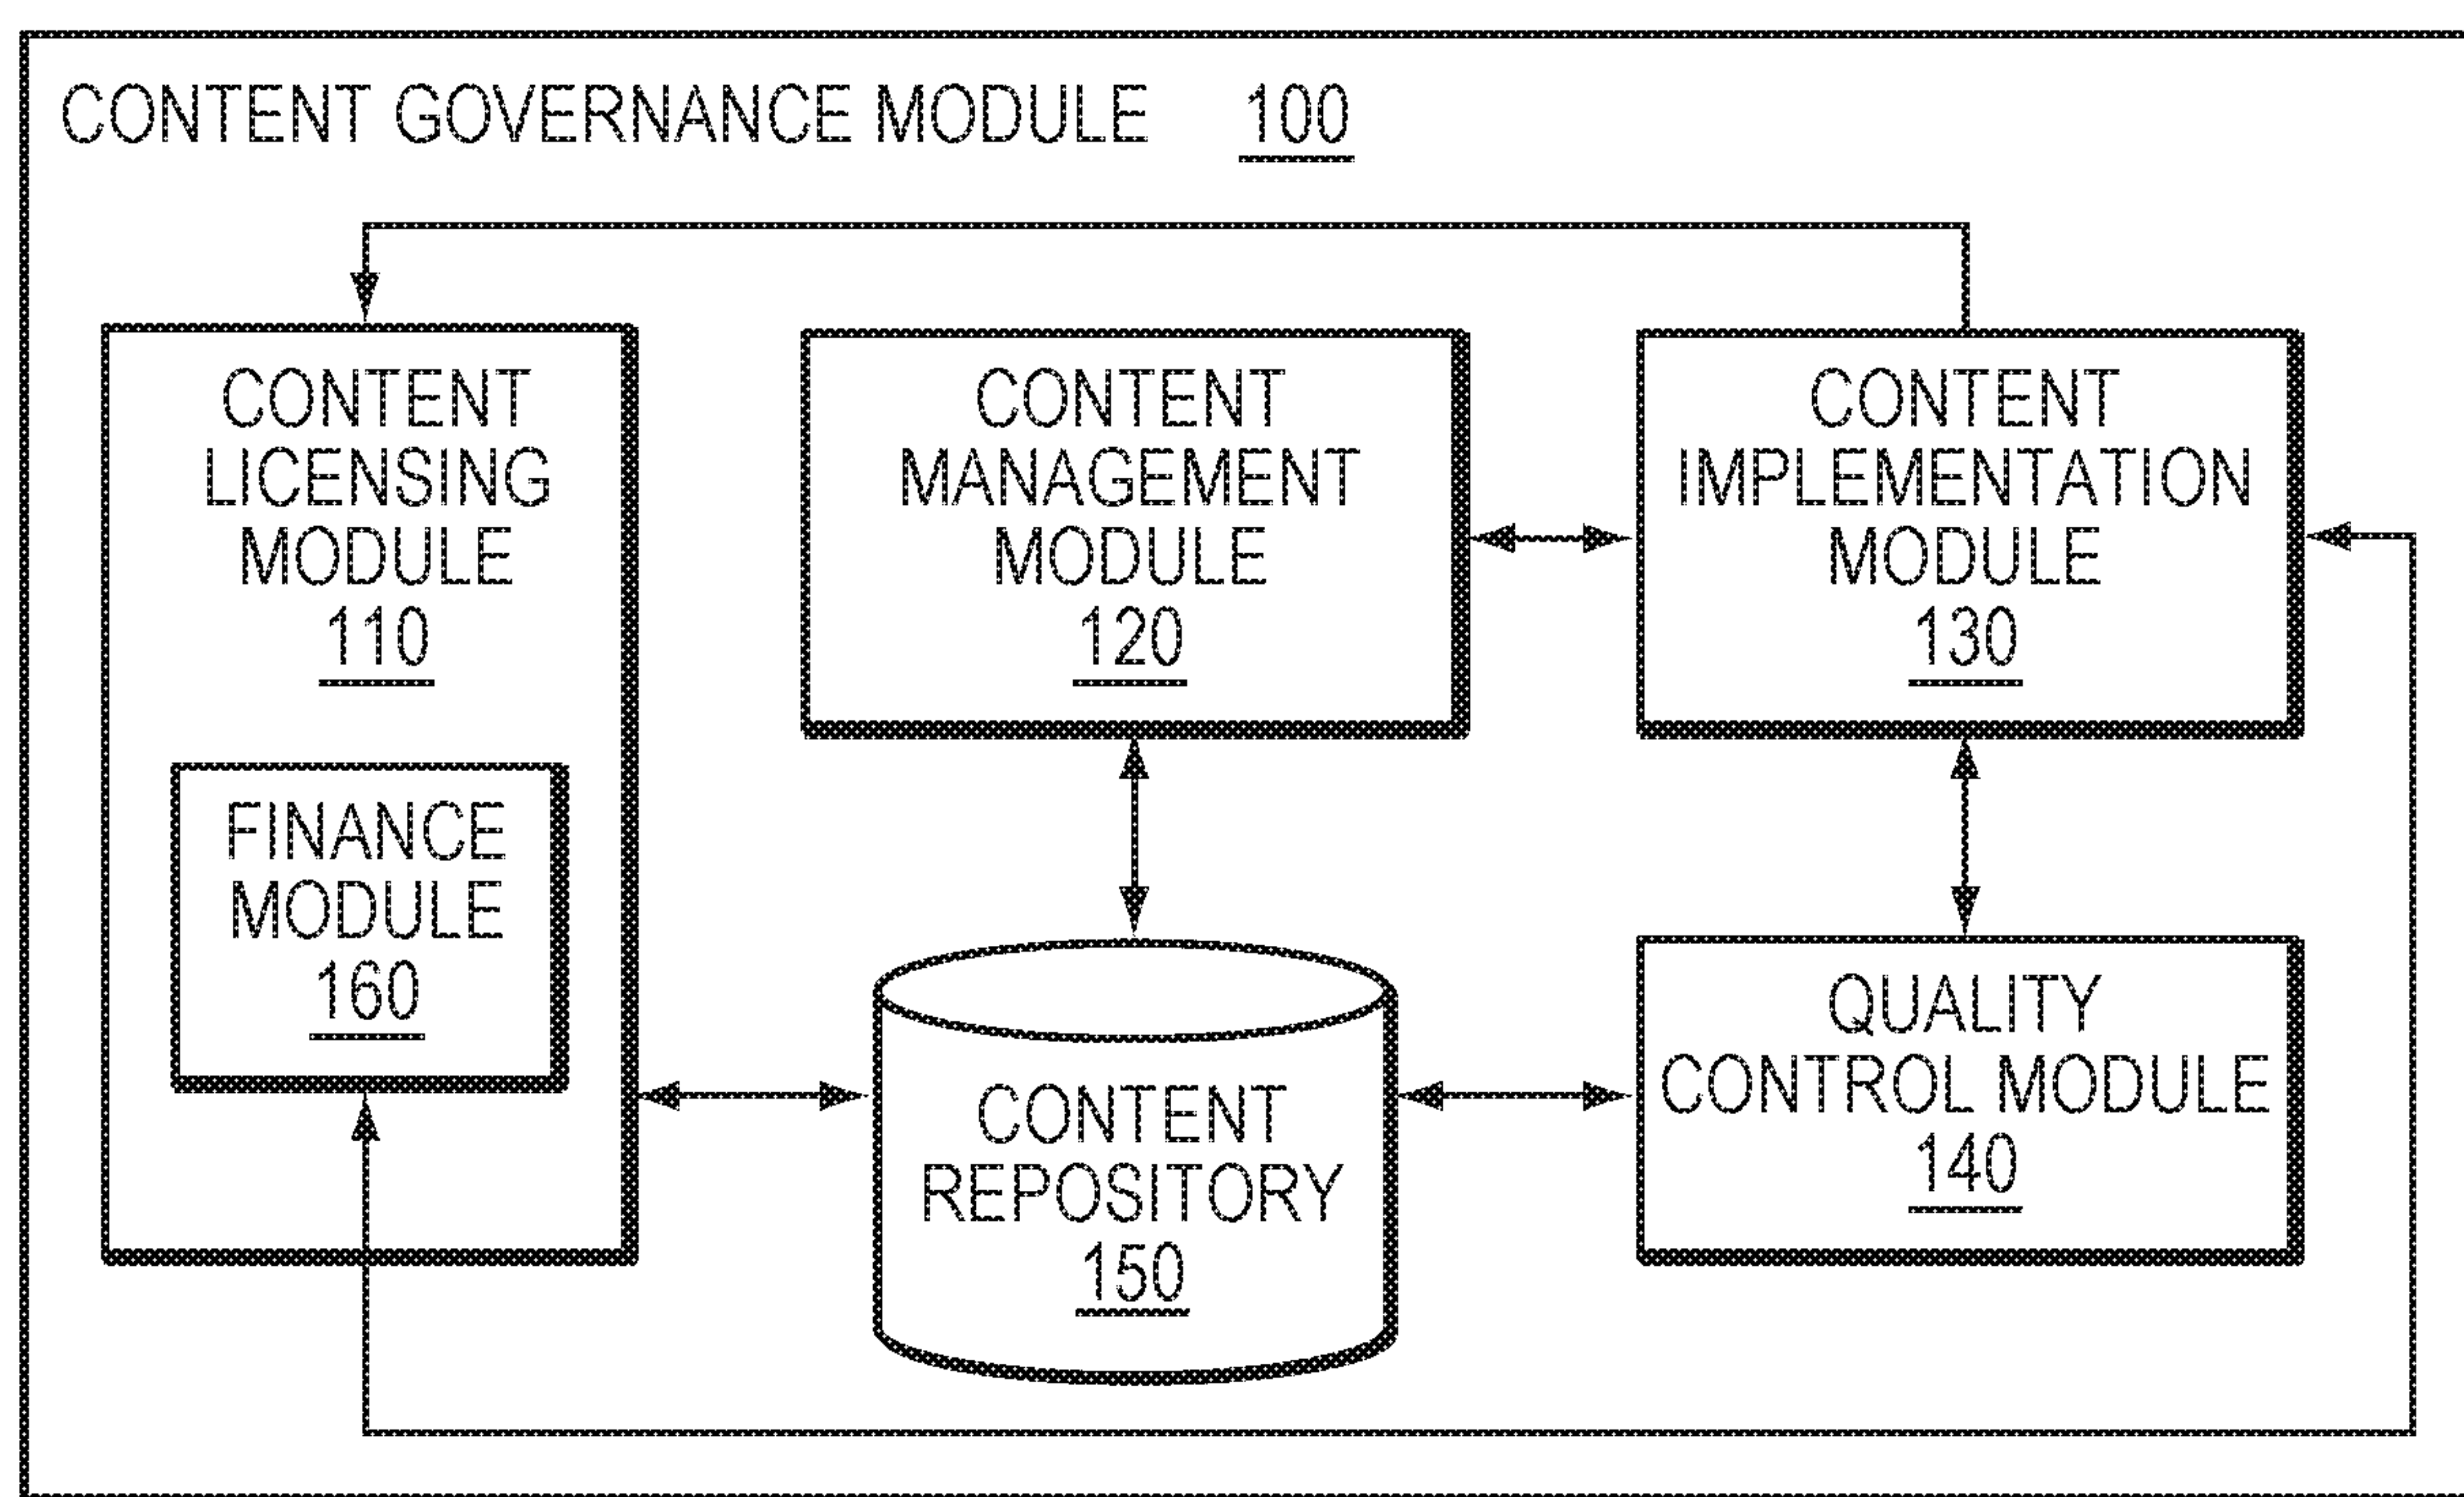 CONTENT GOVERNANCE MODULE 100
CONTENT
LICENSING
MODULE
110
FINANCE
MODULE
160
CONTENT
MANAGEMENT
MODULE
120
CONTENT
IMPLEMENTATION
MODULE
130
CONTENT
REPOSITORY
150
QUALITY
CONTROL MODULE
140